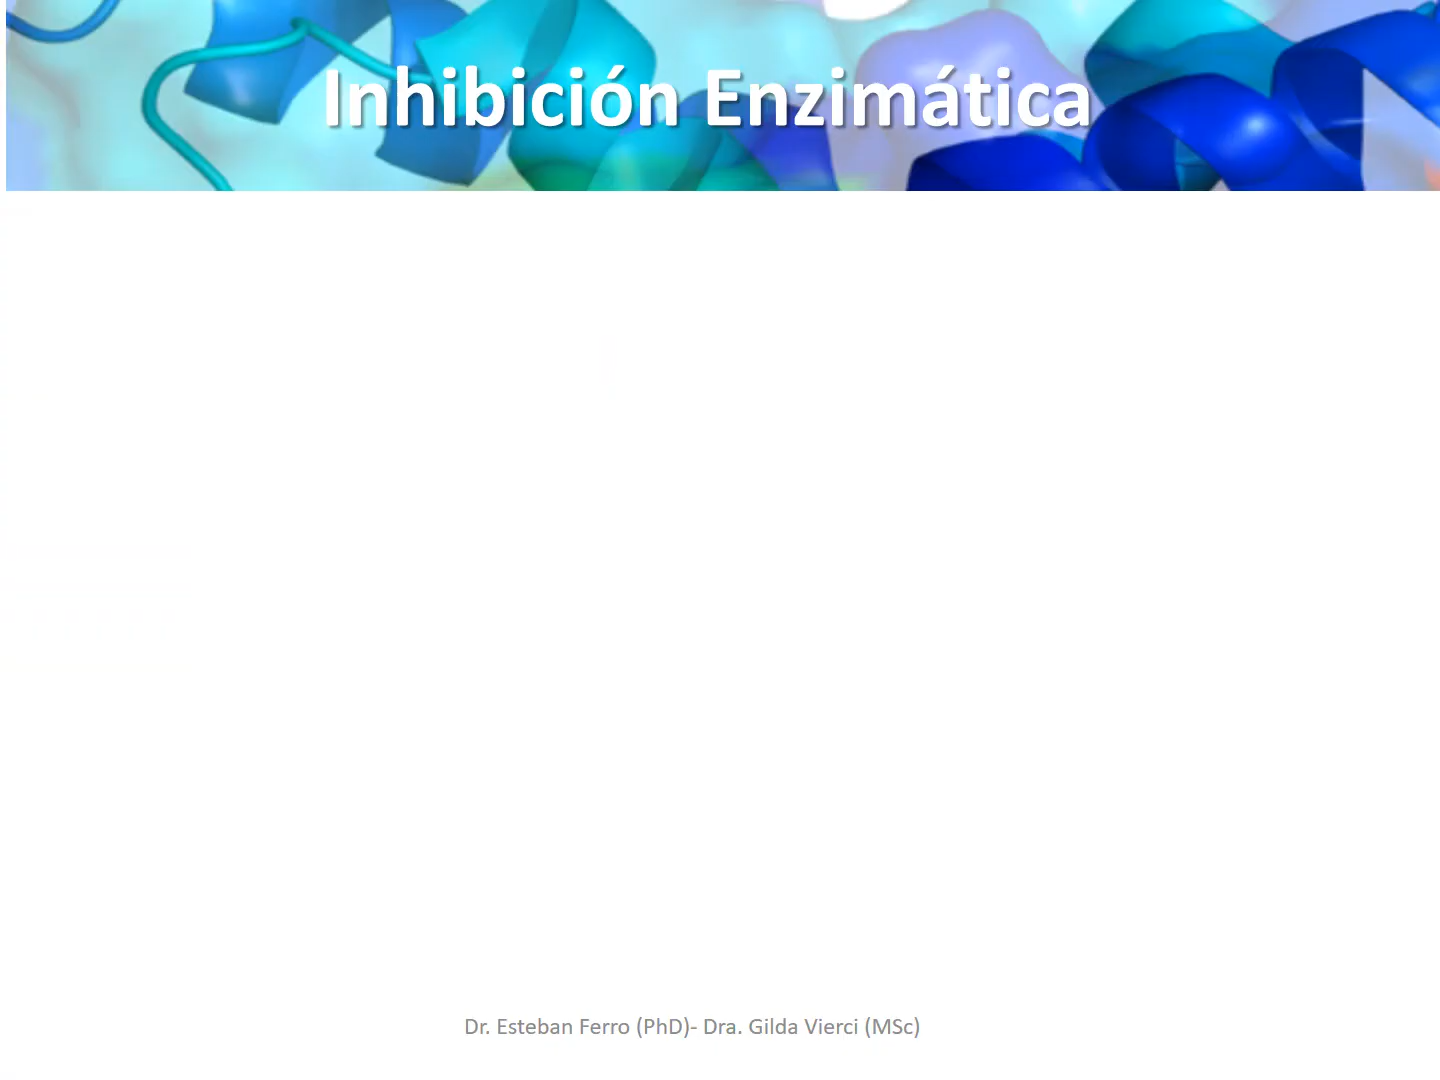 Inhibición Enzimática
Dr. Esteban Ferro (PhD)- Dra. Gilda Vierci (MSc)